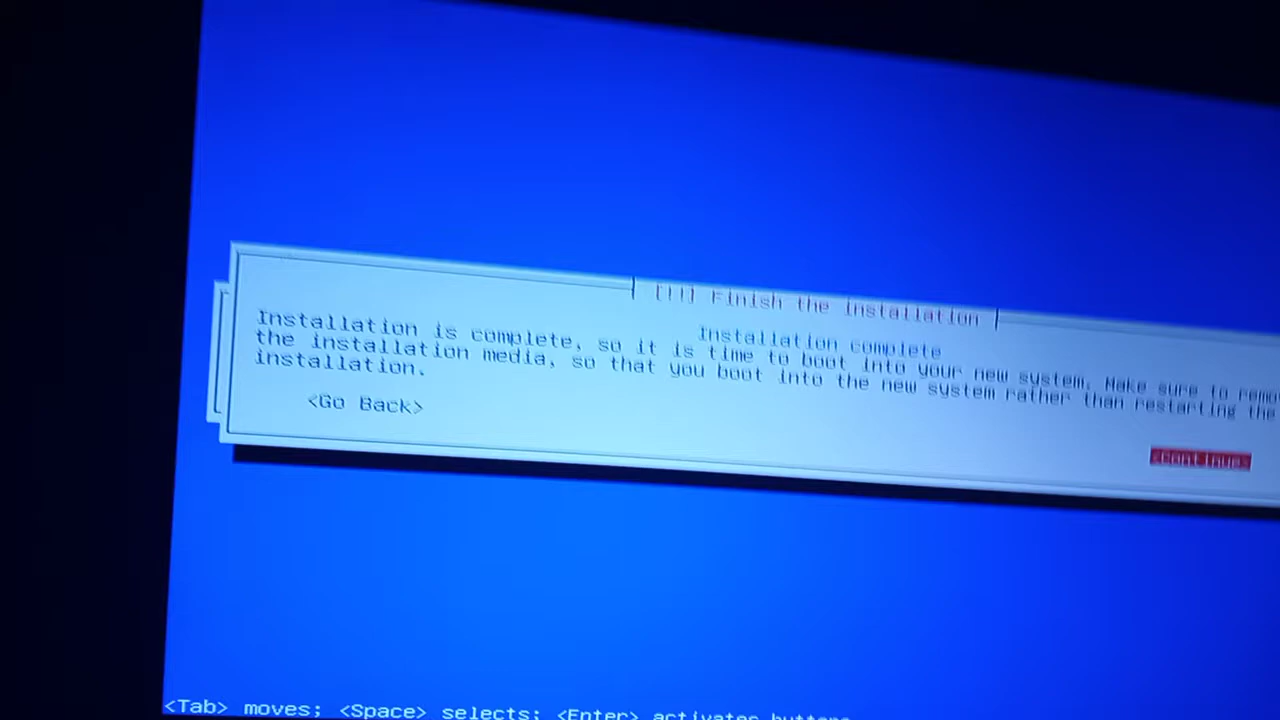 [!!] Finish the installation
Installation complete
Installation is complete, so it is time to boot into your new system. Make sure to remo
the installation media, so that you boot into the new system rather than restarting the
installation.
<Go Back>
<Continue>
<Tab> moves; <Space> selects; <Enter> activates buttons